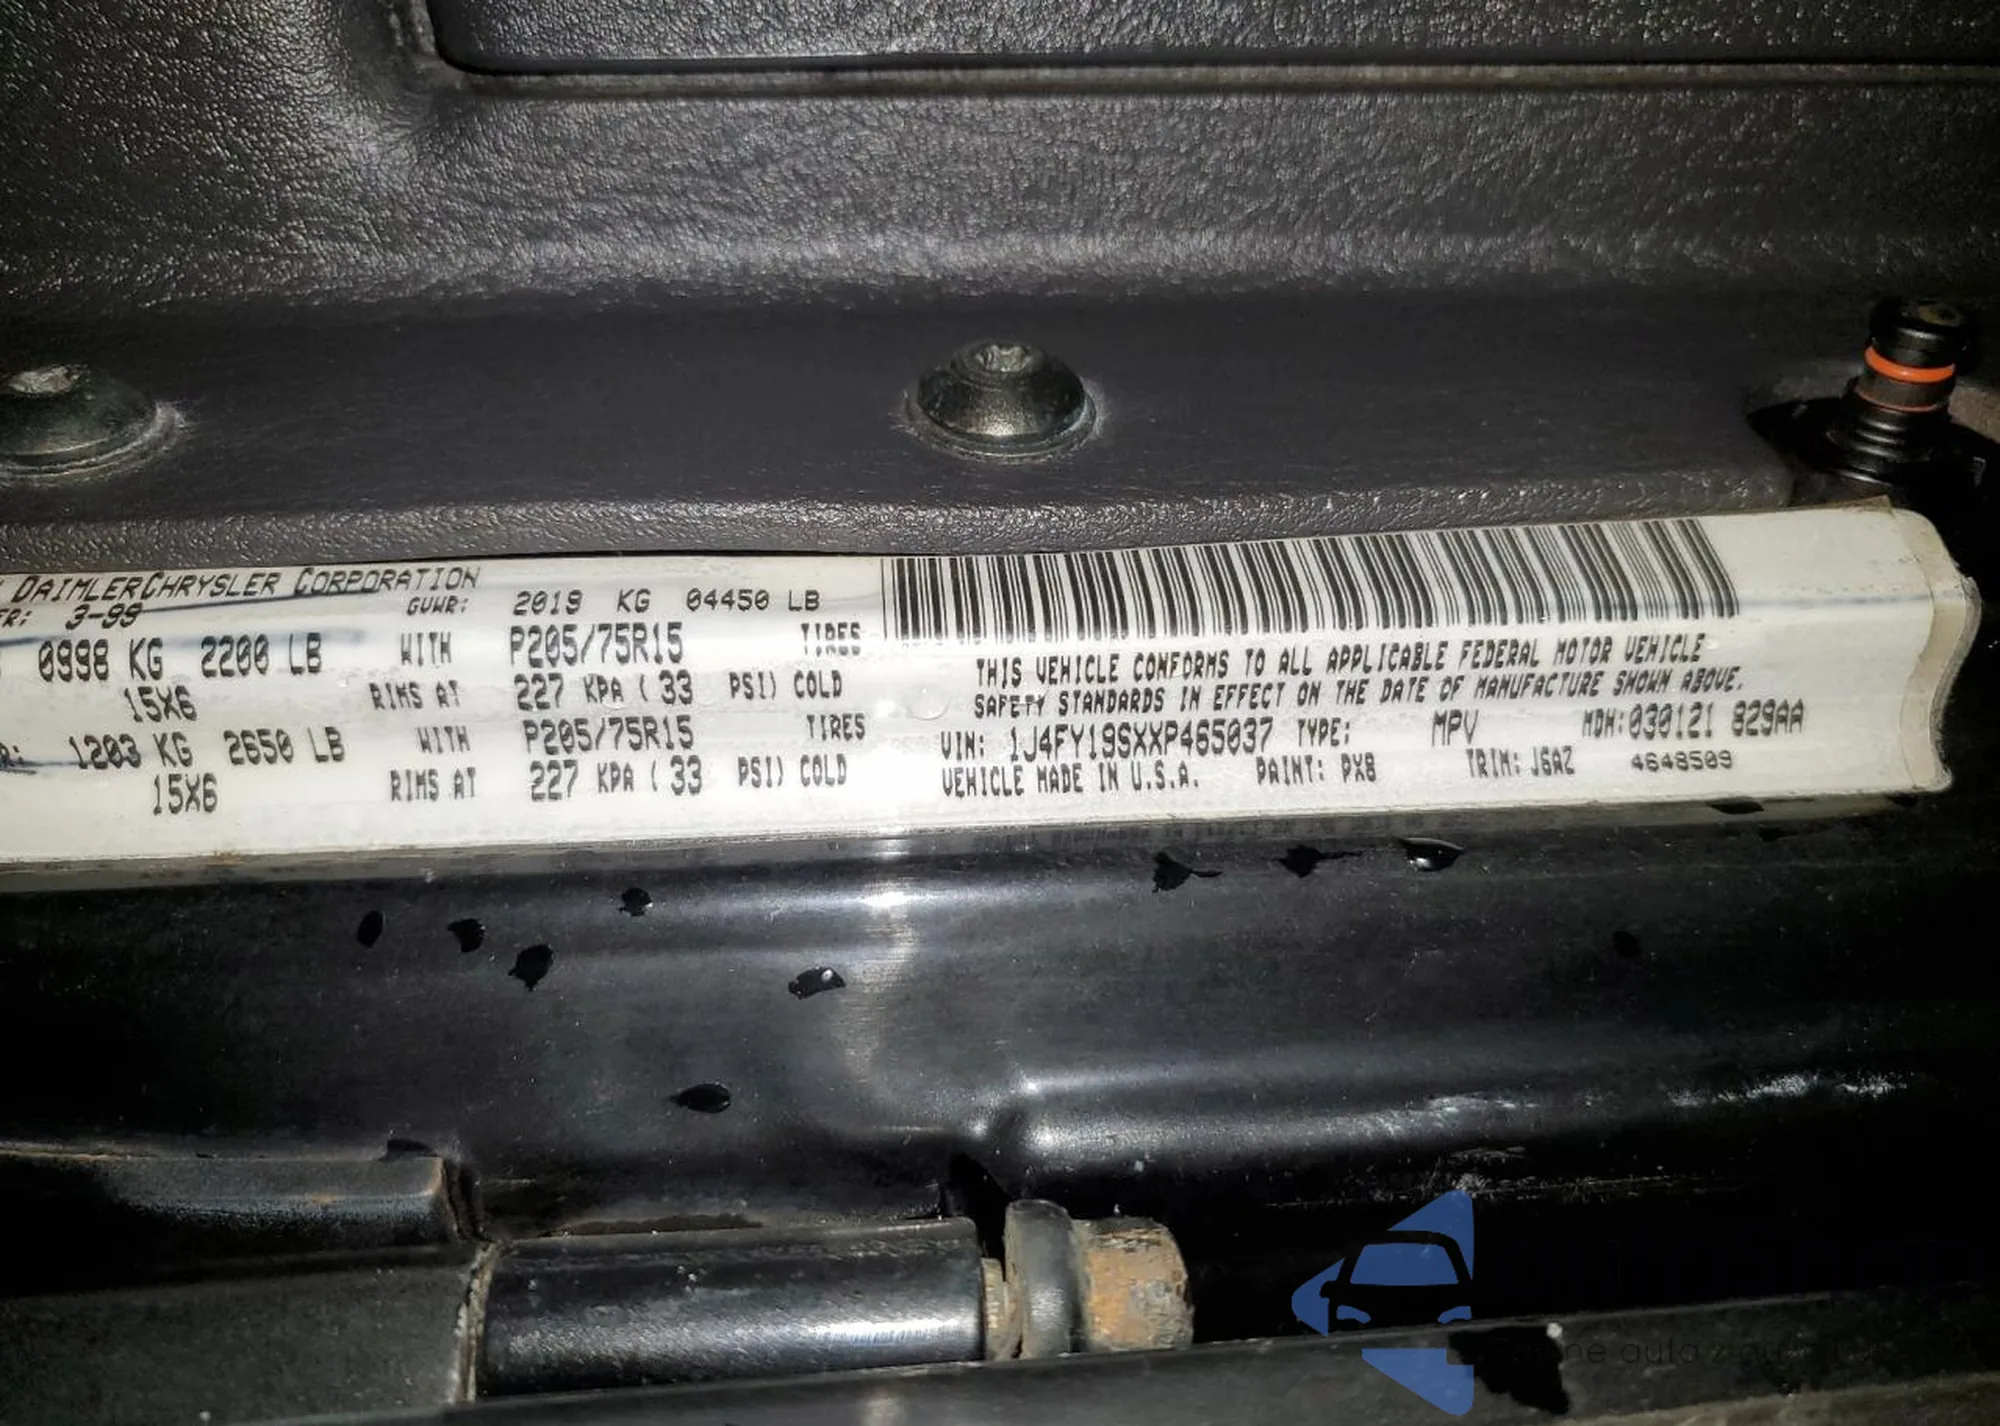 DAIMLERCHRYSLER CORPORATION
ER: 3-99 GVWR: 2019 KG 04450 LB
0998 KG 2200 LB WITH P205/75R15 TIRES
15X6 RIMS AT 227 KPA ( 33 PSI) COLD
R: 1203 KG 2650 LB WITH P205/75R15 TIRES
15X6 RIMS AT 227 KPA ( 33 PSI) COLD
THIS VEHICLE CONFORMS TO ALL APPLICABLE FEDERAL MOTOR VEHICLE
SAFETY STANDARDS IN EFFECT ON THE DATE OF MANUFACTURE SHOWN ABOVE.
VIN: 1J4FY19SXXP465037 TYPE: MPV MDH:030121 829AA
VEHICLE MADE IN U.S.A. PAINT: PX8 TRIM: J6AZ 4648509
auta z